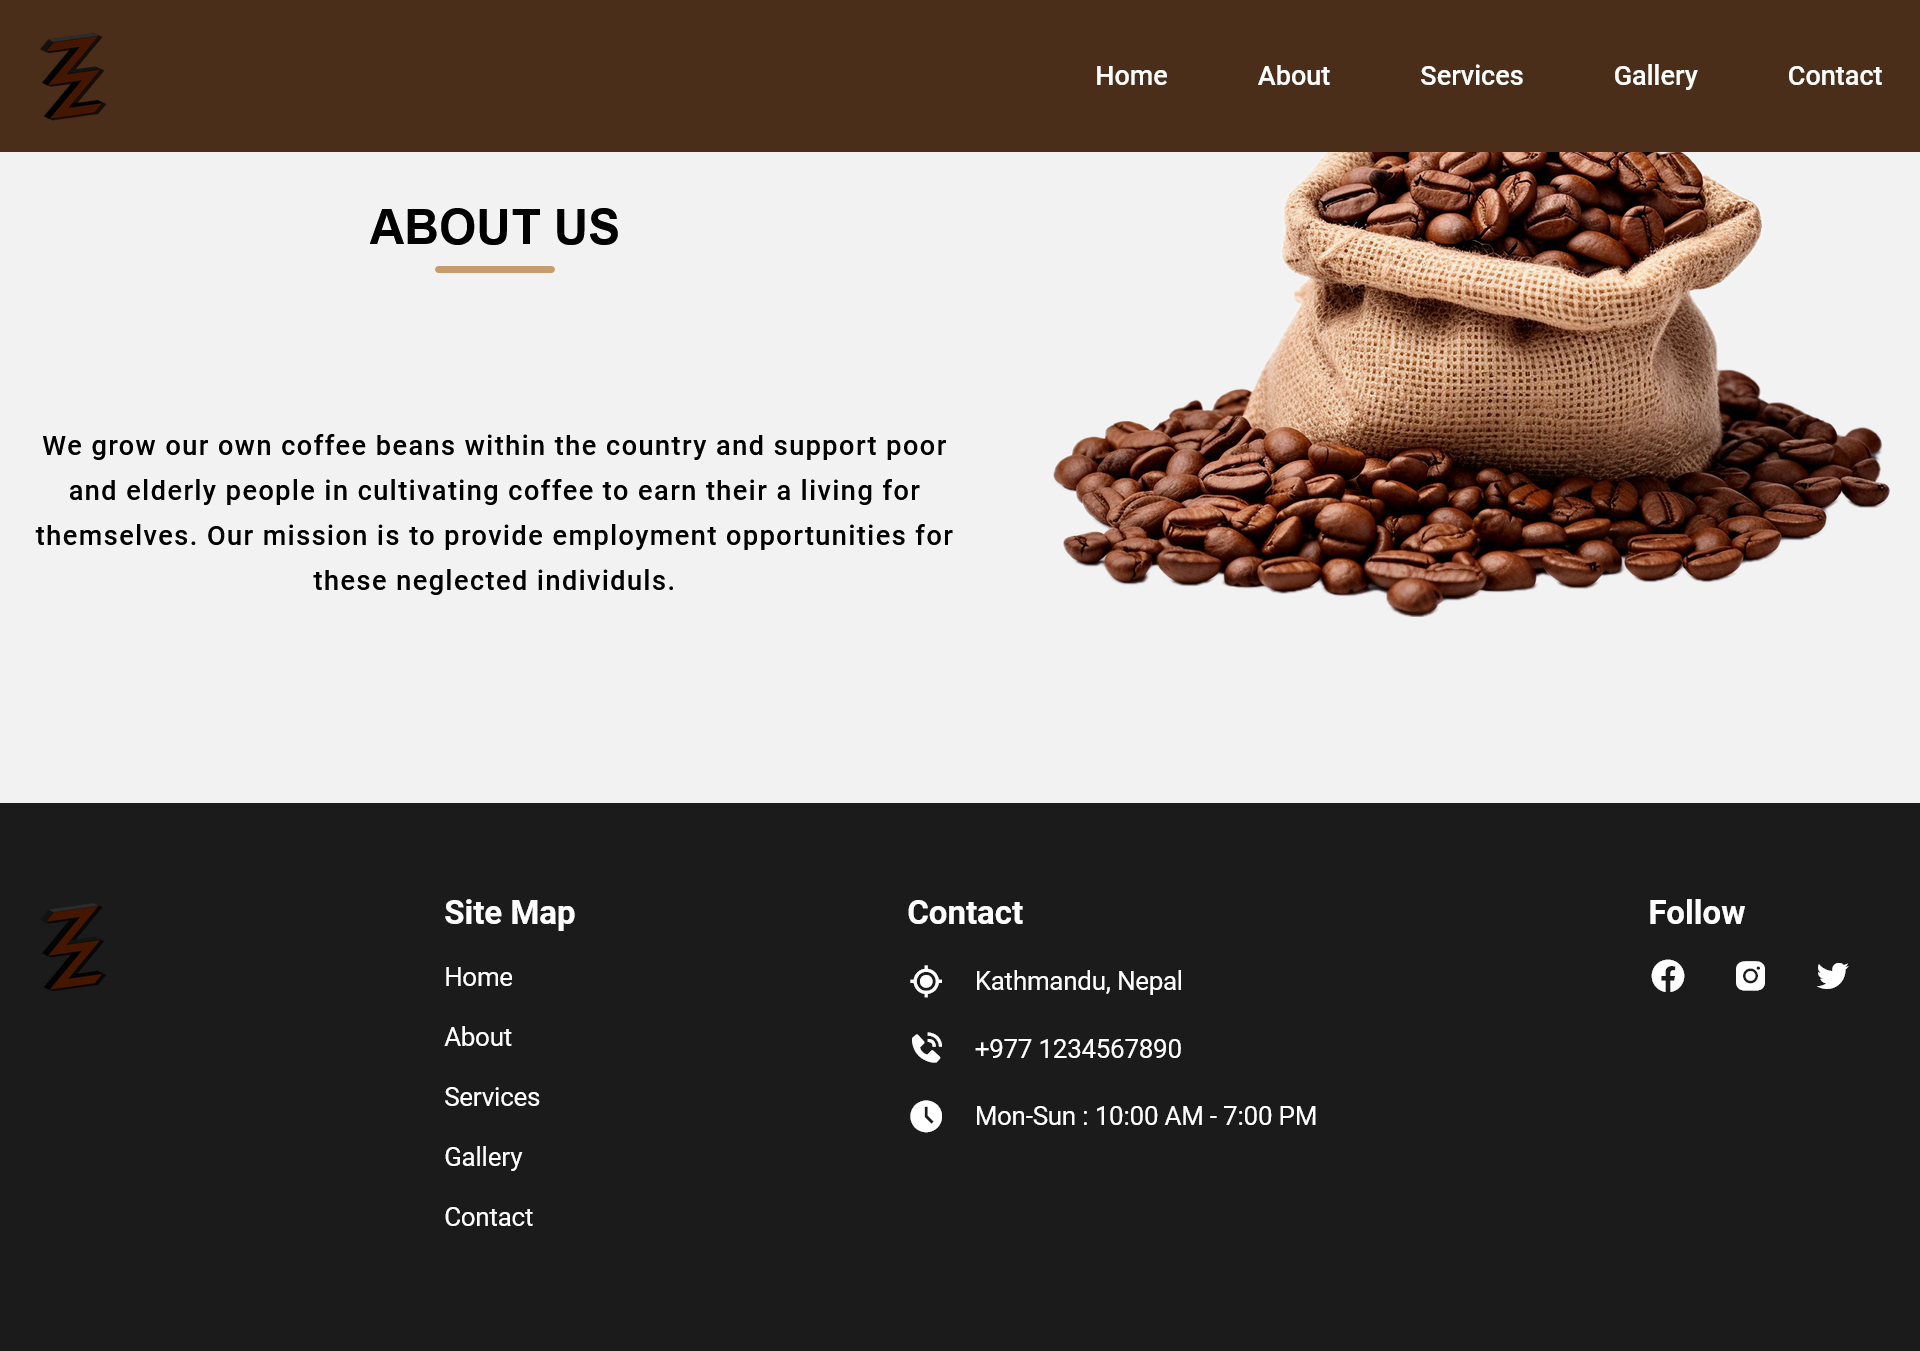 Home About Services Gallery Contact
ABOUT US
We grow our own coffee beans within the country and support poor
and elderly people in cultivating coffee to earn their a living for
themselves. Our mission is to provide employment opportunities for
these neglected individuls.
Site Map
Home
About
Services
Gallery
Contact
Contact
Kathmandu, Nepal
+977 1234567890
Mon-Sun : 10:00 AM - 7:00 PM
Follow